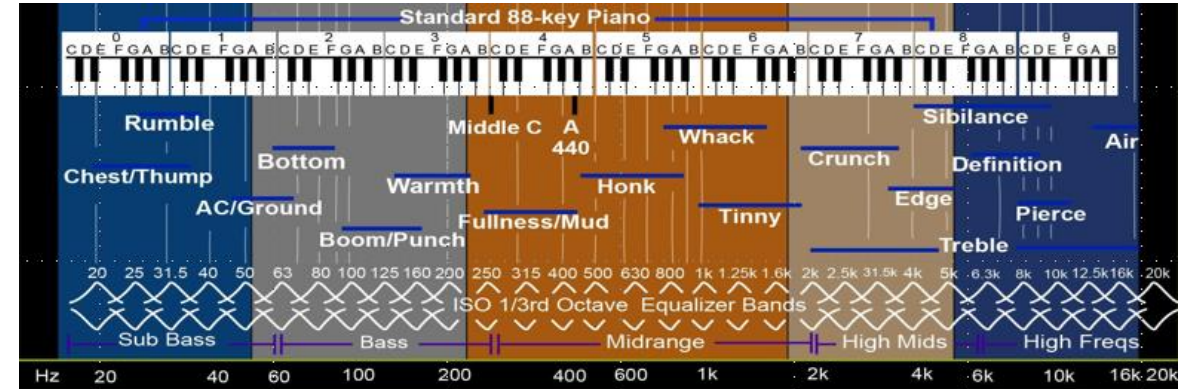 Standard 88-key Piano
0 1 2 3 4 5 6 7 8 9
C D E F G A B C D E F G A B C D E F G A B C D E F G A B C D E F G A B C D E F G A B C D E F G A B C D E F G A B C D E F G A B C D E F G A B
Rumble Middle C A 440 Whack Sibilance Air
Bottom Crunch Definition
Chest/Thump Warmth Honk Edge
AC/Ground Fullness/Mud Tinny Pierce
Boom/Punch Treble
20 25 31.5 40 50 63 80 100 125 160 200 250 315 400 500 630 800 1k 1.25k 1.6k 2k 2.5k 31.5k 4k 5k 6.3k 8k 10k 12.5k 16k 20k
ISO 1/3rd Octave Equalizer Bands
Sub Bass Bass Midrange High Mids High Freqs.
Hz 20 40 60 100 200 400 600 1k 2k 4k 6k 10k 16k 20k